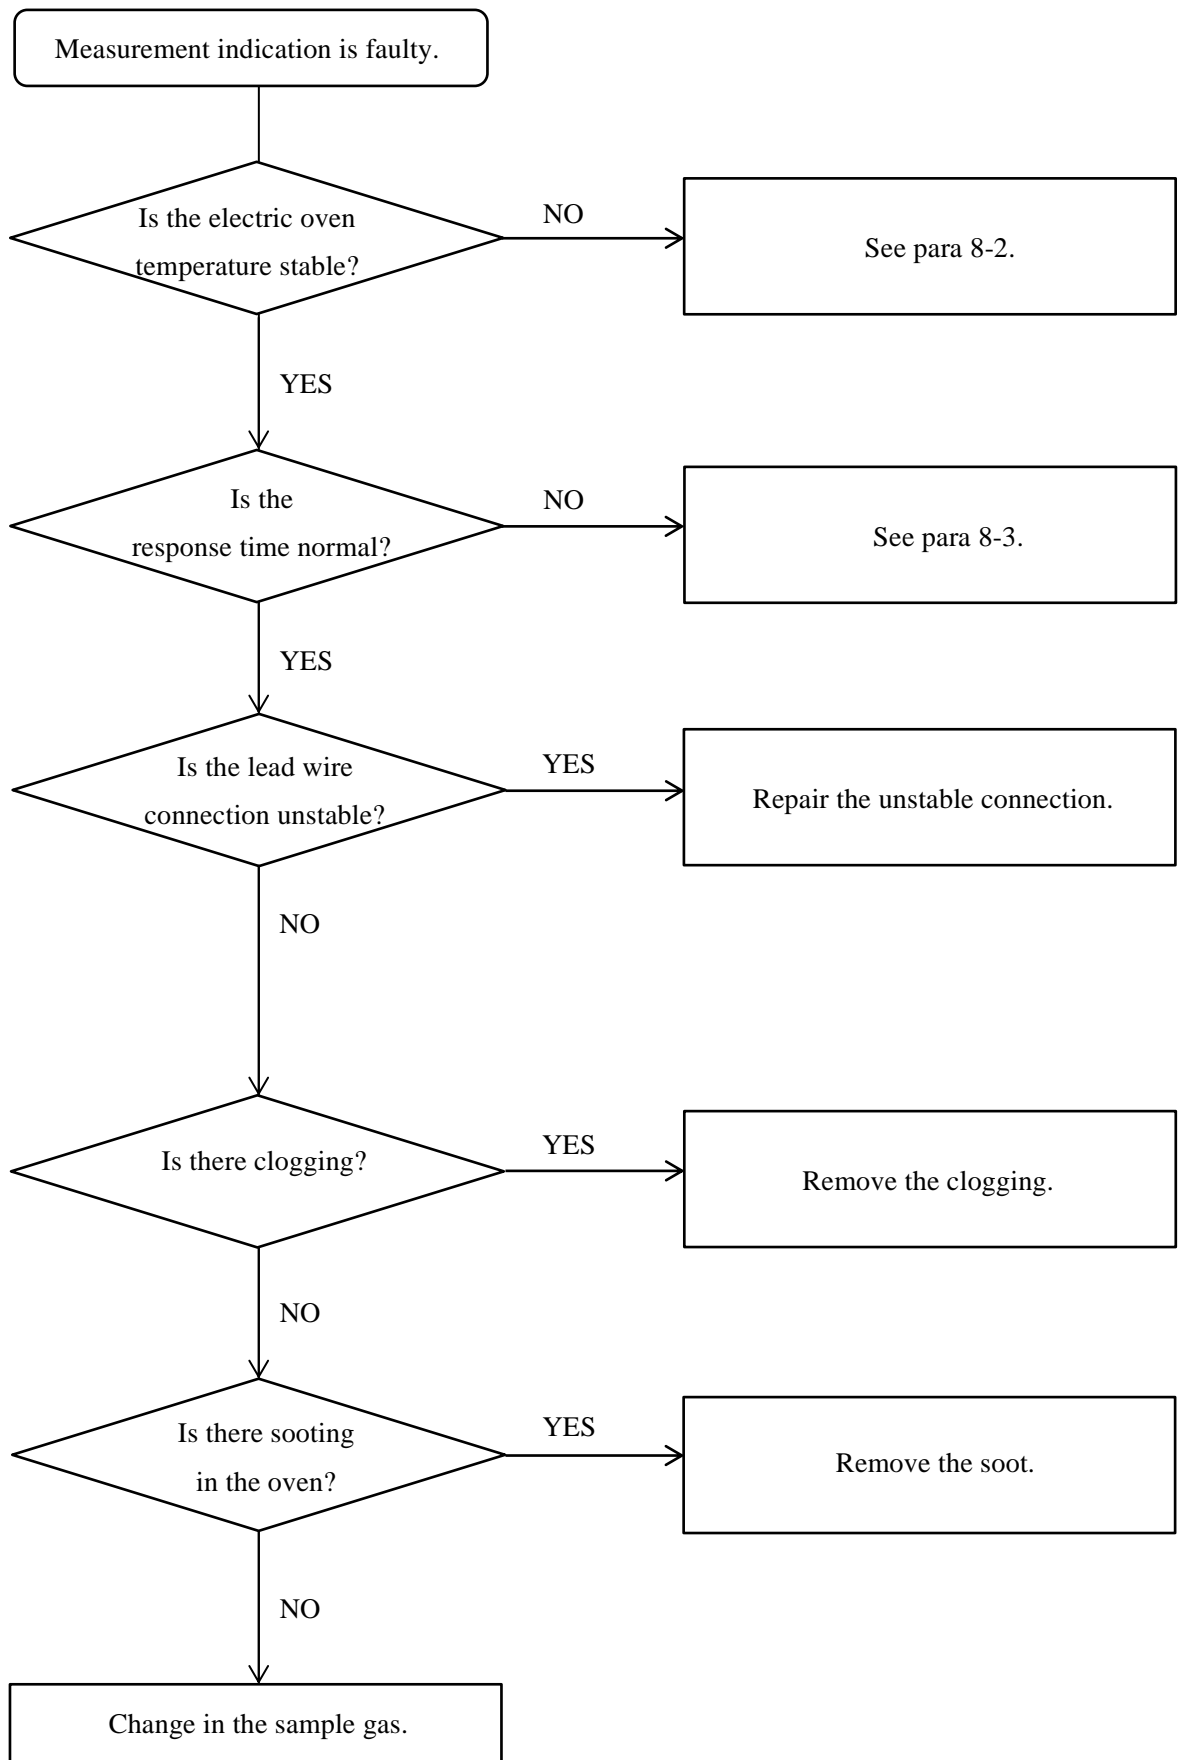 Measurement indication is faulty.
Is the electric oven
temperature stable?
NO
See para 8-2.
YES
Is the
response time normal?
NO
See para 8-3.
YES
Is the lead wire
connection unstable?
YES
Repair the unstable connection.
NO
Is there clogging?
YES
Remove the clogging.
NO
Is there sooting
in the oven?
YES
Remove the soot.
NO
Change in the sample gas.